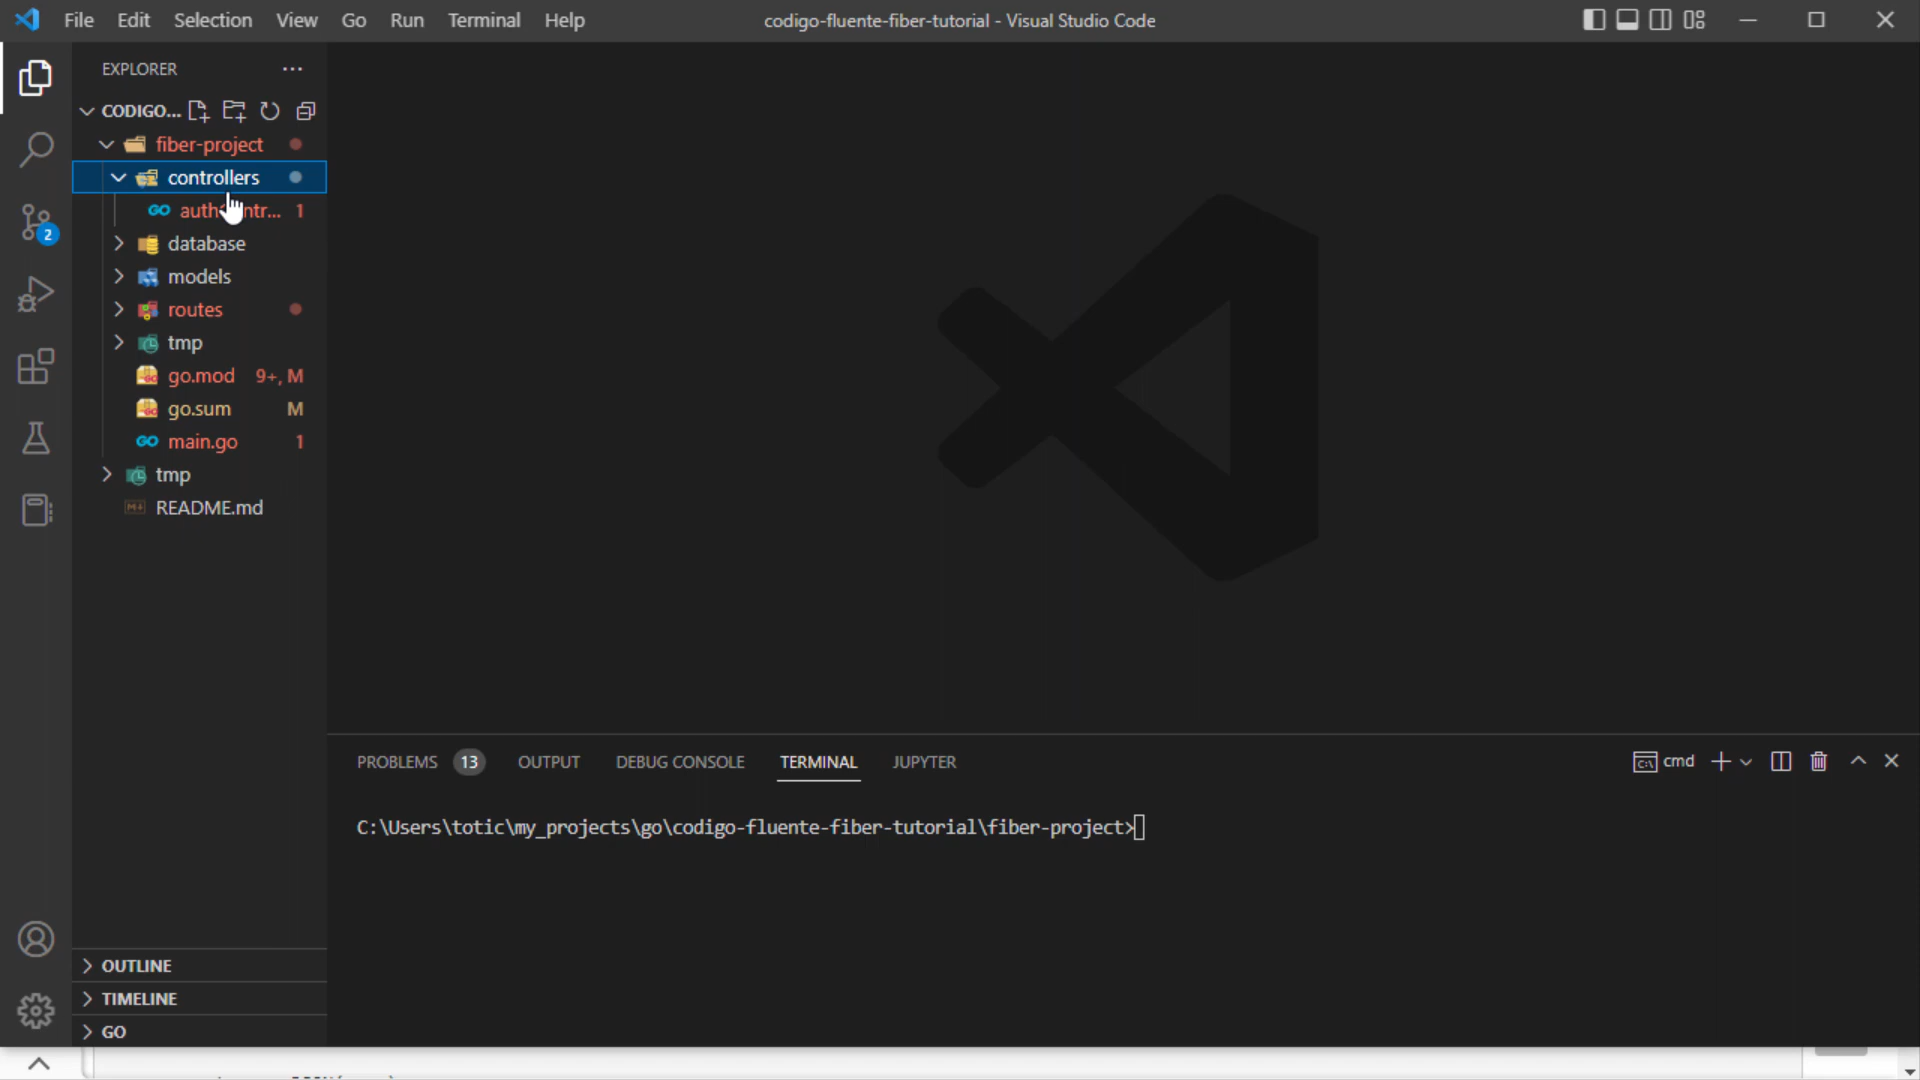 File Edit Selection View Go Run Terminal Help
codigo-fluente-fiber-tutorial - Visual Studio Code
EXPLORER
CODIGO...
fiber-project
controllers
1
database
models
routes
tmp
go.mod 9+, M
go.sum M
main.go 1
tmp
README.md
2
OUTLINE
TIMELINE
GO
PROBLEMS 13 OUTPUT DEBUG CONSOLE TERMINAL JUPYTER
cmd
C:\Users\totic\my_projects\go\codigo-fluente-fiber-tutorial\fiber-project>